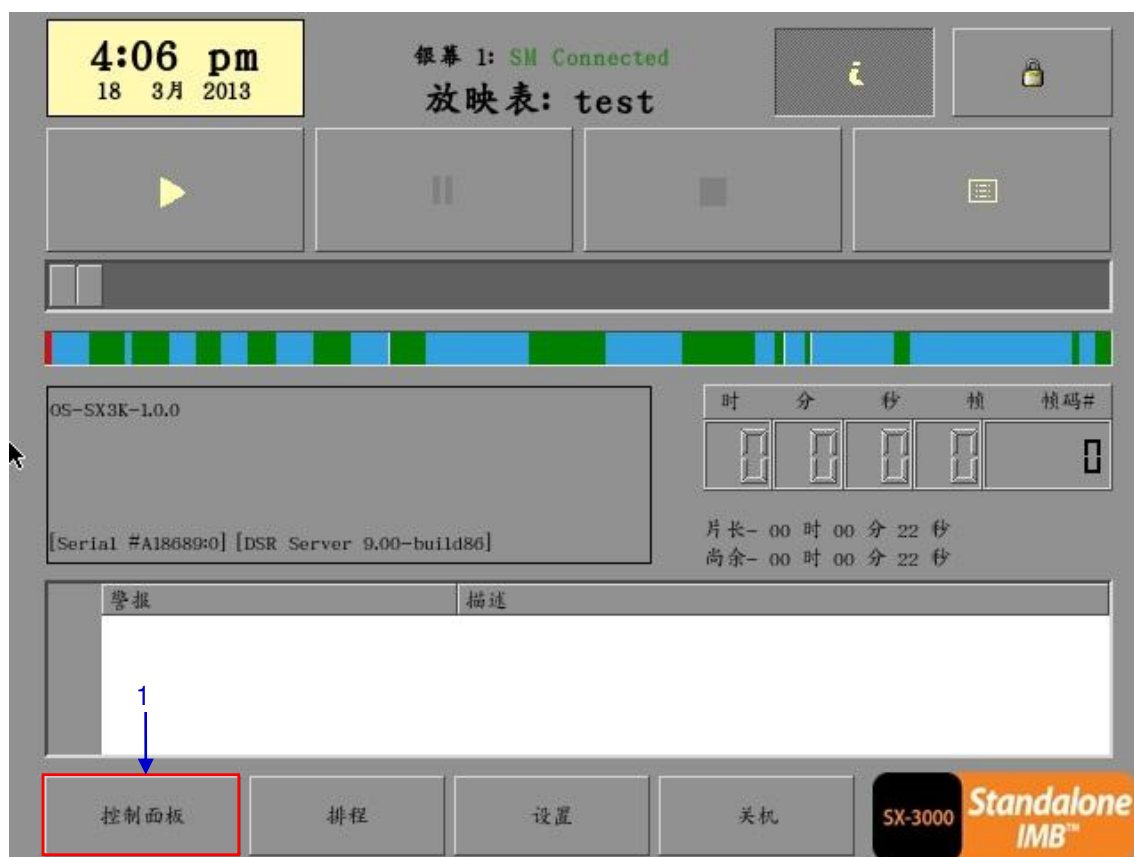 4:06 pm
18 3月 2013
银幕 1: SM Connected
放映表: test
i
OS-SX3K-1.0.0
[Serial #A18689:0] [DSR Server 9.00-build86]
时 分 秒 桢 桢码#
0 0 0 0 0
片长- 00 时 00 分 22 秒
尚余- 00 时 00 分 22 秒
警报 描述
1
控制面板 排程 设置 关机
SX-3000 Standalone IMB™